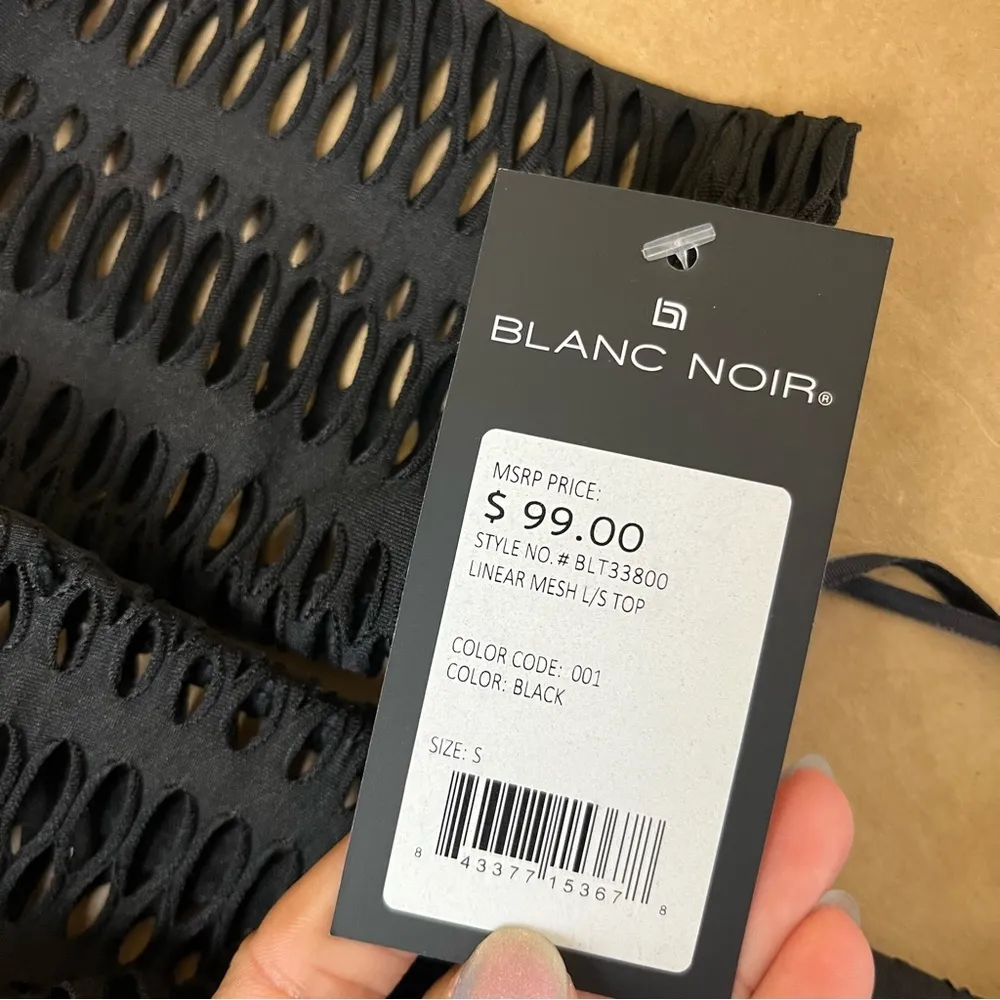 bn
BLANC NOIR®
MSRP PRICE:
$ 99.00
STYLE NO. # BLT33800
LINEAR MESH L/S TOP
COLOR CODE: 001
COLOR: BLACK
SIZE: S
8 43377 15367 8